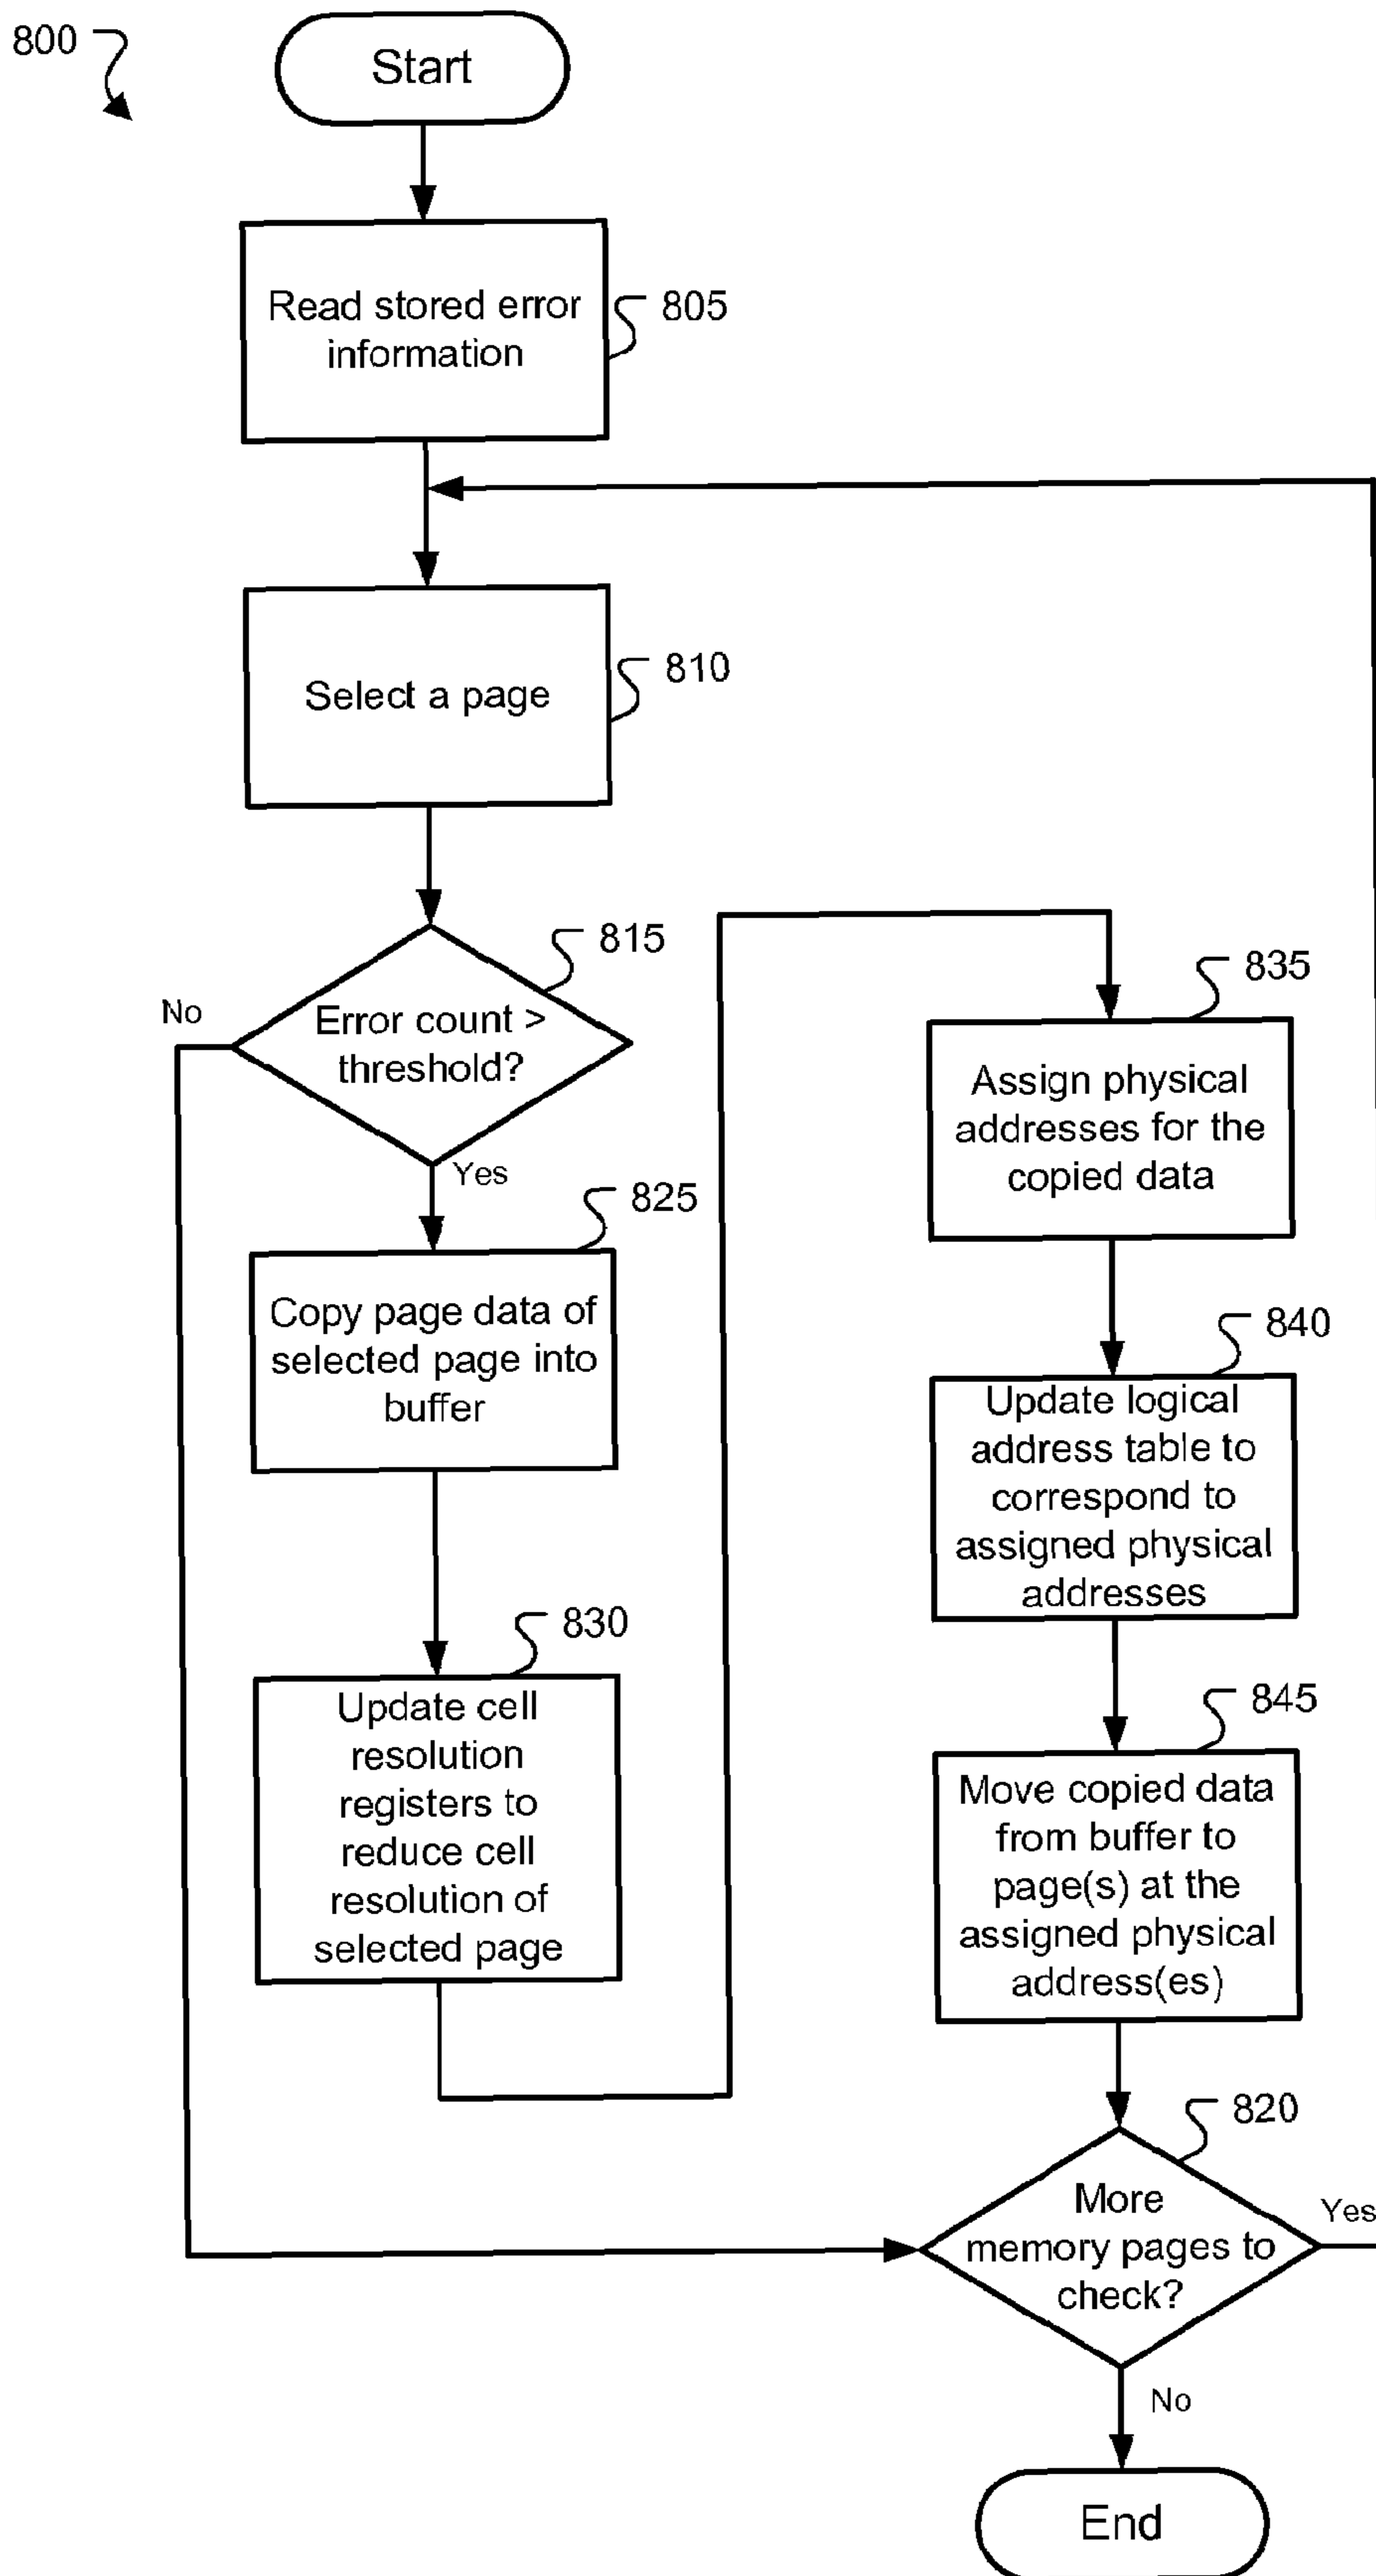 800
Start
Read stored error
information
805
Select a page
810
815
No
Error count >
threshold?
Yes
825
Copy page data of
selected page into
buffer
830
Update cell
resolution
registers to
reduce cell
resolution of
selected page
835
Assign physical
addresses for the
copied data
840
Update logical
address table to
correspond to
assigned physical
addresses
845
Move copied data
from buffer to
page(s) at the
assigned physical
address(es)
820
More
memory pages to
check?
Yes
No
End